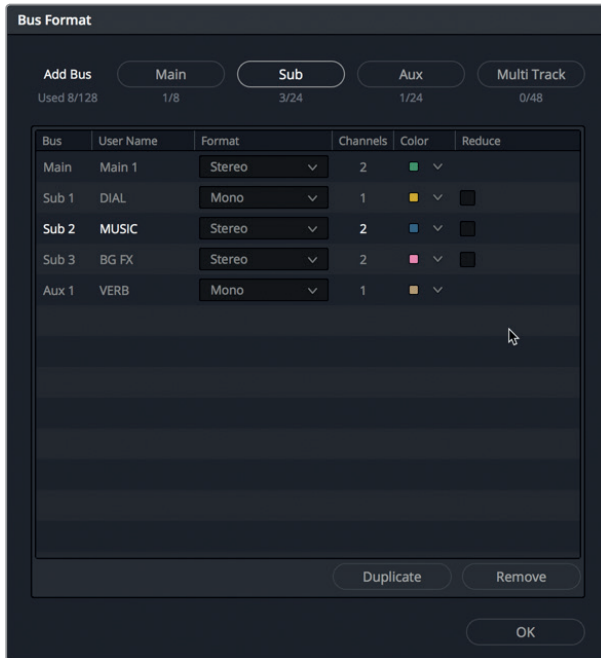 Bus Format
Add Bus Main Sub Aux Multi Track
Used 8/128 1/8 3/24 1/24 0/48
Bus User Name Format Channels Color Reduce
Main Main 1 Stereo 2
Sub 1 DIAL Mono 1
Sub 2 MUSIC Stereo 2
Sub 3 BG FX Stereo 2
Aux 1 VERB Mono 1
Duplicate Remove
OK